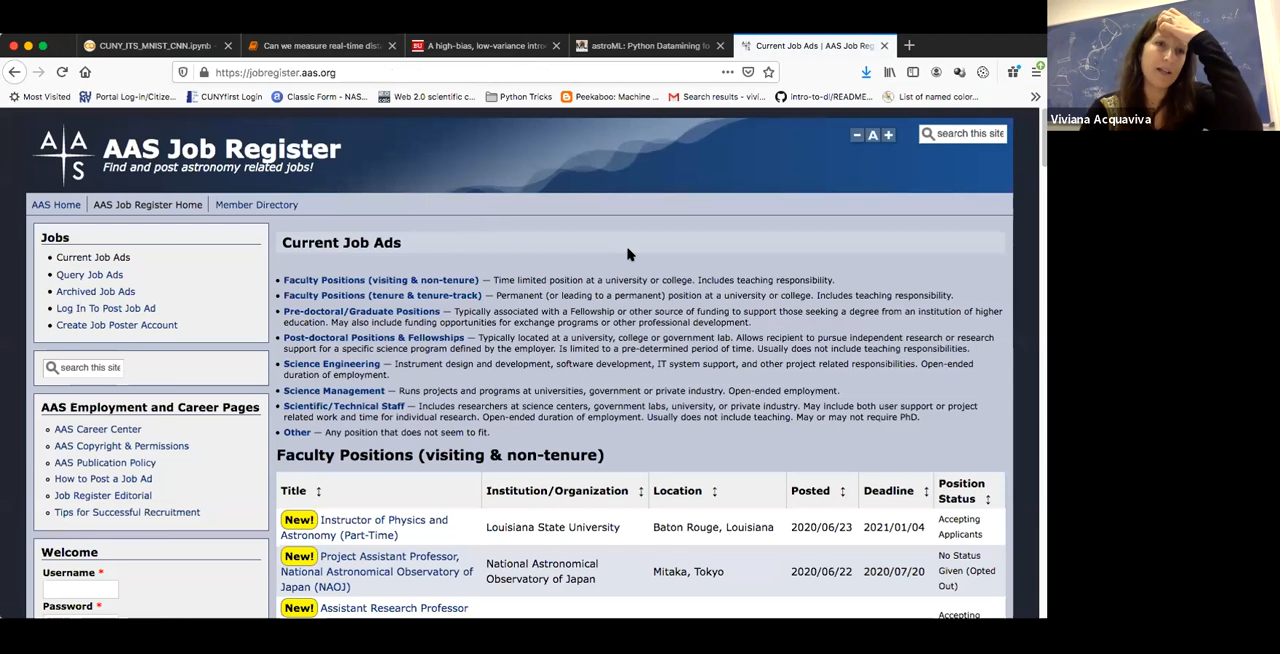 CUNY_ITS_MNIST_CNN.ipynb
Can we measure real-time dist
A high-bias, low-variance intro
astroML: Python Datamining fo
Current Job Ads | AAS Job Reg
https://jobregister.aas.org
Most Visited
Portal Log-in/Citize...
CUNYfirst Login
Classic Form - NAS...
Web 2.0 scientific c...
Python Tricks
Peekaboo: Machine ...
Search results - vivi...
intro-to-dl/README...
List of named color...
Viviana Acquaviva
AAS
AAS Job Register
Find and post astronomy related jobs!
- A +
search this site
AAS Home
AAS Job Register Home
Member Directory
Jobs
Current Job Ads
Query Job Ads
Archived Job Ads
Log In To Post Job Ad
Create Job Poster Account
search this site
AAS Employment and Career Pages
AAS Career Center
AAS Copyright & Permissions
AAS Publication Policy
How to Post a Job Ad
Job Register Editorial
Tips for Successful Recruitment
Welcome
Username *
Password *
Current Job Ads
Faculty Positions (visiting & non-tenure) — Time limited position at a university or college. Includes teaching responsibility.
Faculty Positions (tenure & tenure-track) — Permanent (or leading to a permanent) position at a university or college. Includes teaching responsibility.
Pre-doctoral/Graduate Positions — Typically associated with a Fellowship or other source of funding to support those seeking a degree from an institution of higher
education. May also include funding opportunities for exchange programs or other professional development.
Post-doctoral Positions & Fellowships — Typically located at a university, college or government lab. Allows recipient to pursue independent research or research
support for a specific science program defined by the employer. Is limited to a pre-determined period of time. Usually does not include teaching responsibilities.
Science Engineering — Instrument design and development, software development, IT system support, and other project related responsibilities. Open-ended
duration of employment.
Science Management — Runs projects and programs at universities, government or private industry. Open-ended employment.
Scientific/Technical Staff — Includes researchers at science centers, government labs, university, or private industry. May include both user support or project
related work and time for individual research. Open-ended duration of employment. Usually does not include teaching. May or may not require PhD.
Other — Any position that does not seem to fit.
Faculty Positions (visiting & non-tenure)
Title
Institution/Organization
Location
Posted
Deadline
Position
Status
New! Instructor of Physics and
Astronomy (Part-Time)
Louisiana State University
Baton Rouge, Louisiana
2020/06/23
2021/01/04
Accepting
Applicants
New! Project Assistant Professor,
National Astronomical Observatory of
Japan (NAOJ)
National Astronomical
Observatory of Japan
Mitaka, Tokyo
2020/06/22
2020/07/20
No Status
Given (Opted
Out)
New! Assistant Research Professor
Accepting